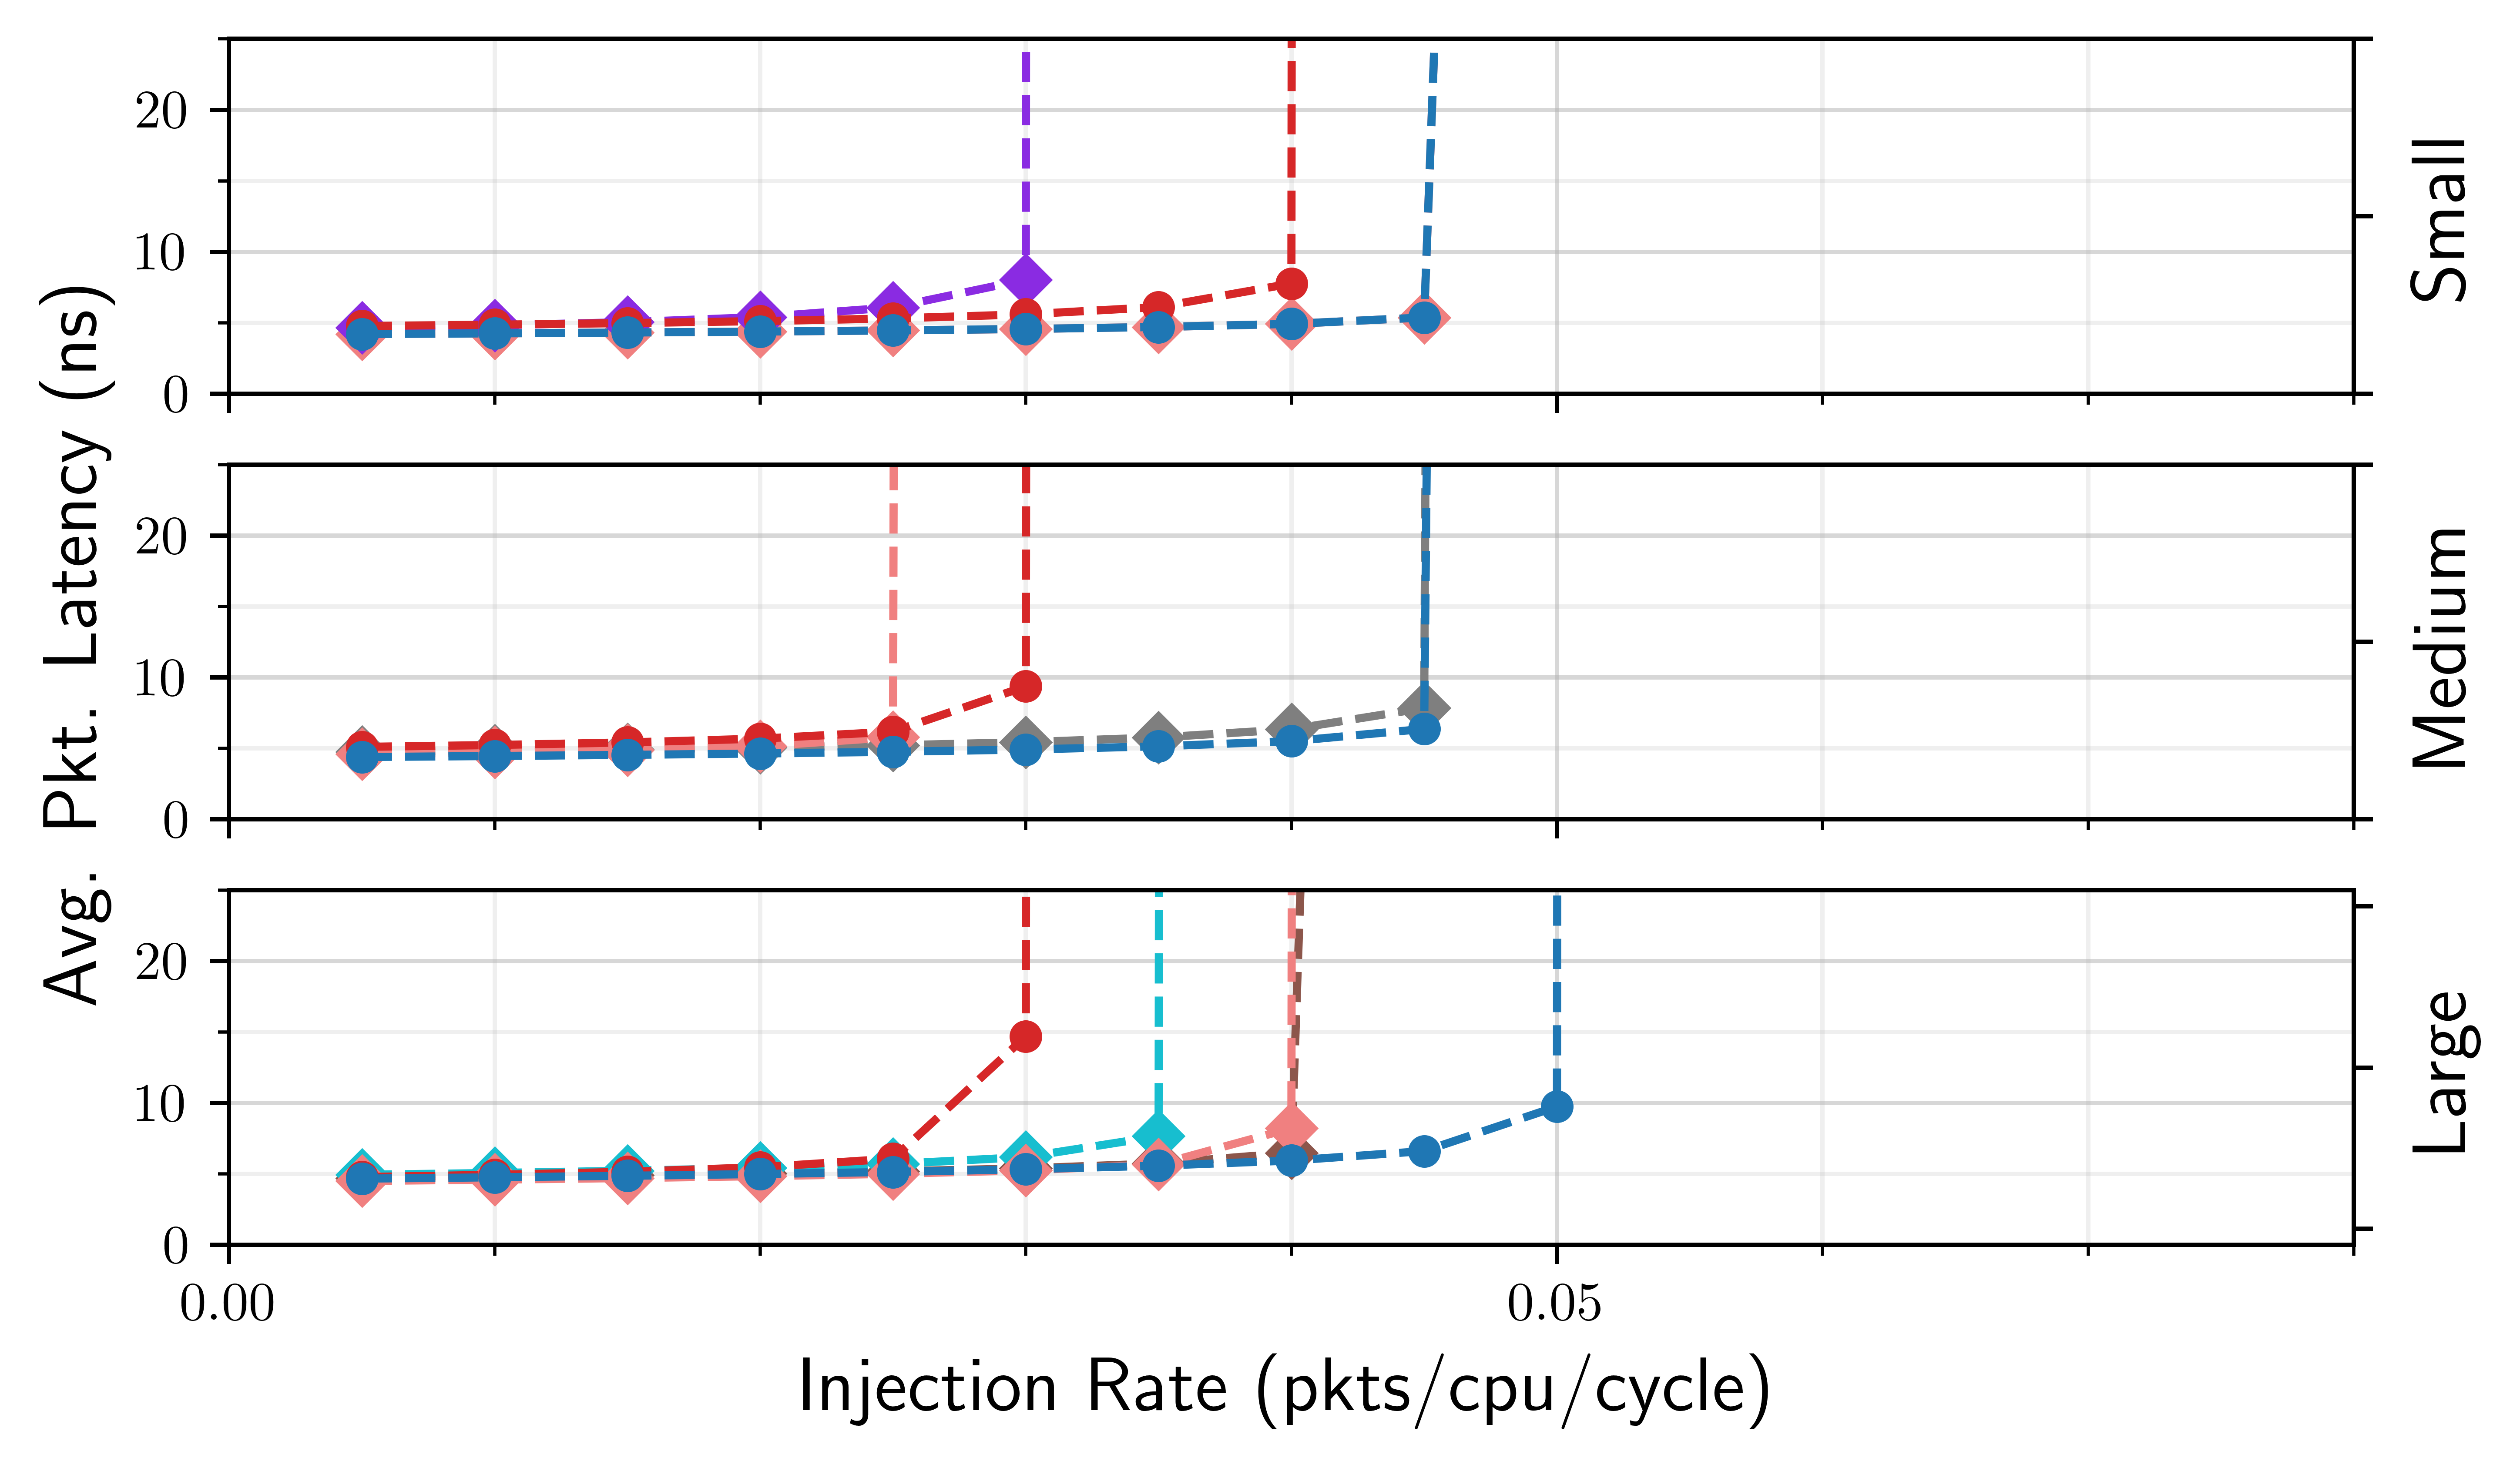 Avg. Pkt. Latency (ns)
20
10
0
Small
20
10
0
Medium
20
10
0
Large
0.00
0.05
Injection Rate (pkts/cpu/cycle)